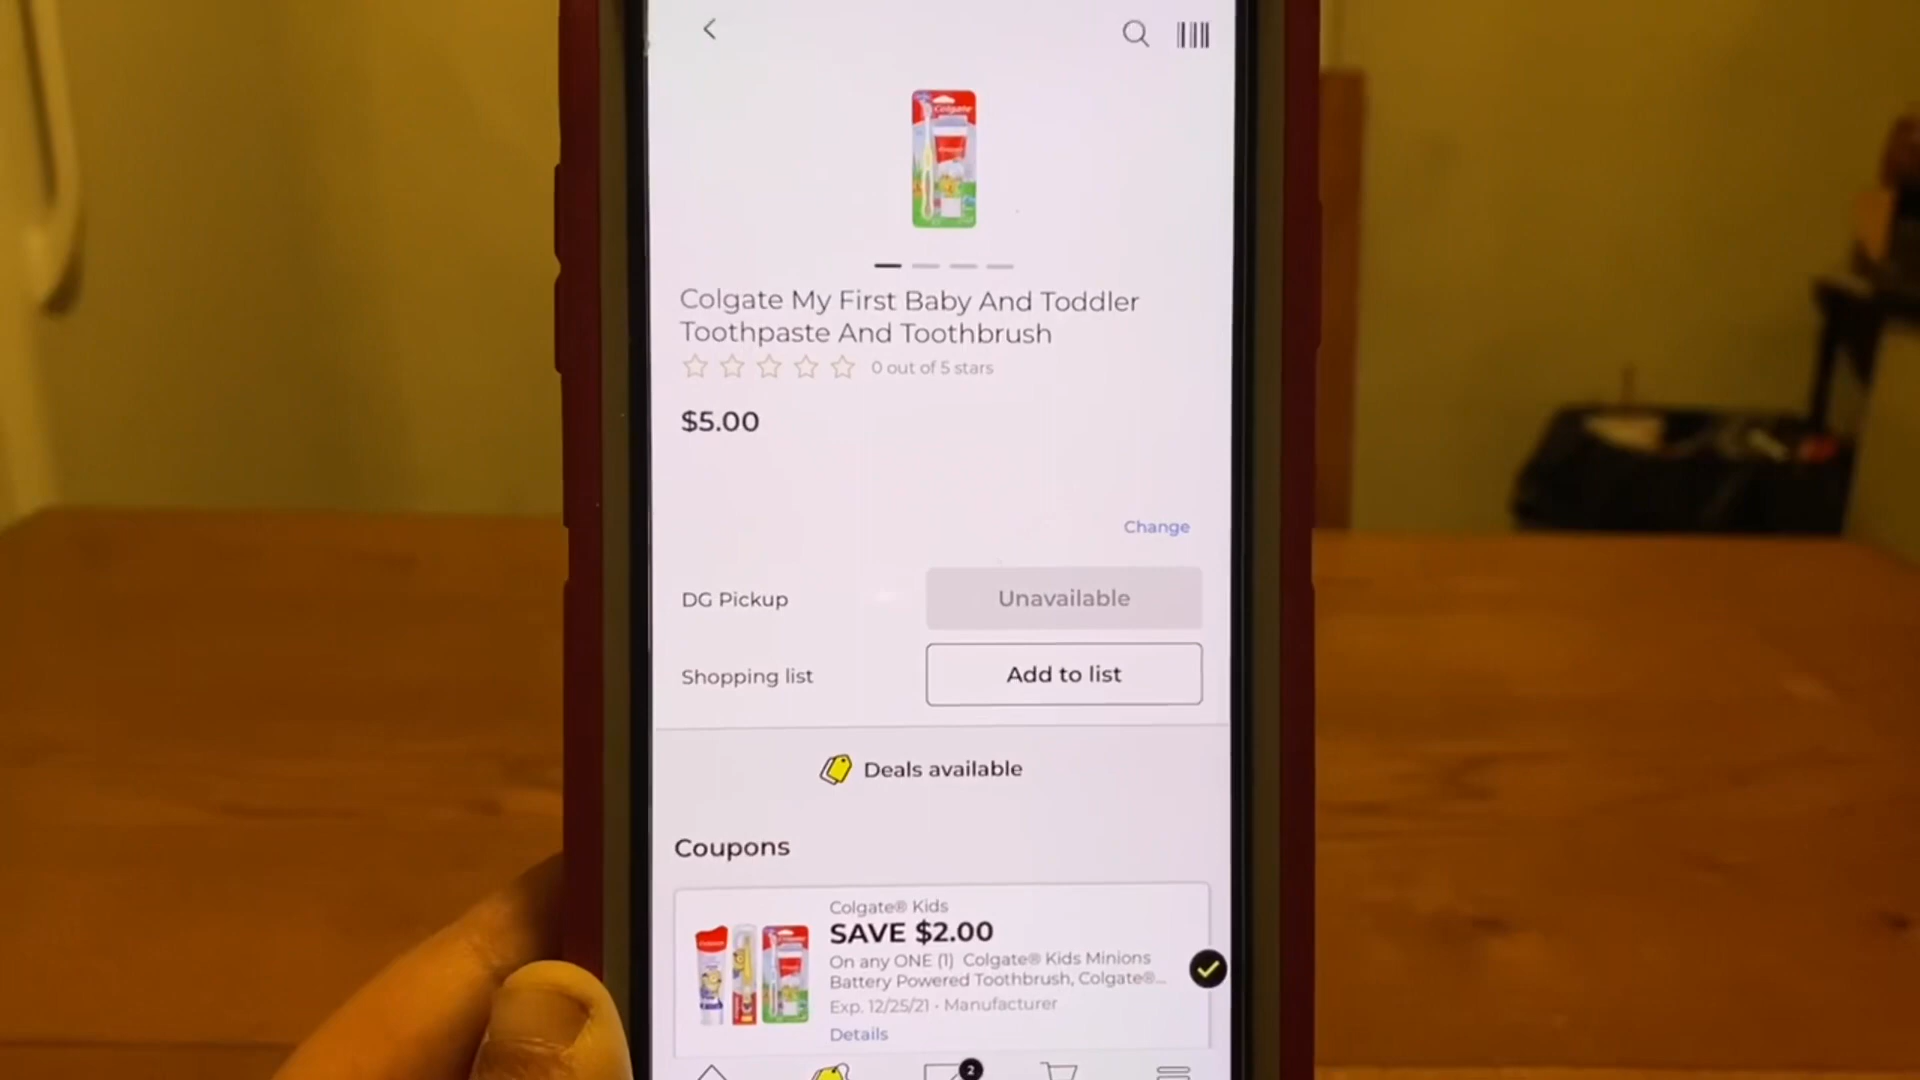 Colgate
Colgate My First Baby And Toddler
Toothpaste And Toothbrush
0 out of 5 stars
$5.00
Change
DG Pickup
Unavailable
Shopping list
Add to list
Deals available
Coupons
Colgate® Kids
SAVE $2.00
On any ONE (1) Colgate® Kids Minions
Battery Powered Toothbrush, Colgate®...
Exp. 12/25/21 • Manufacturer
Details
2